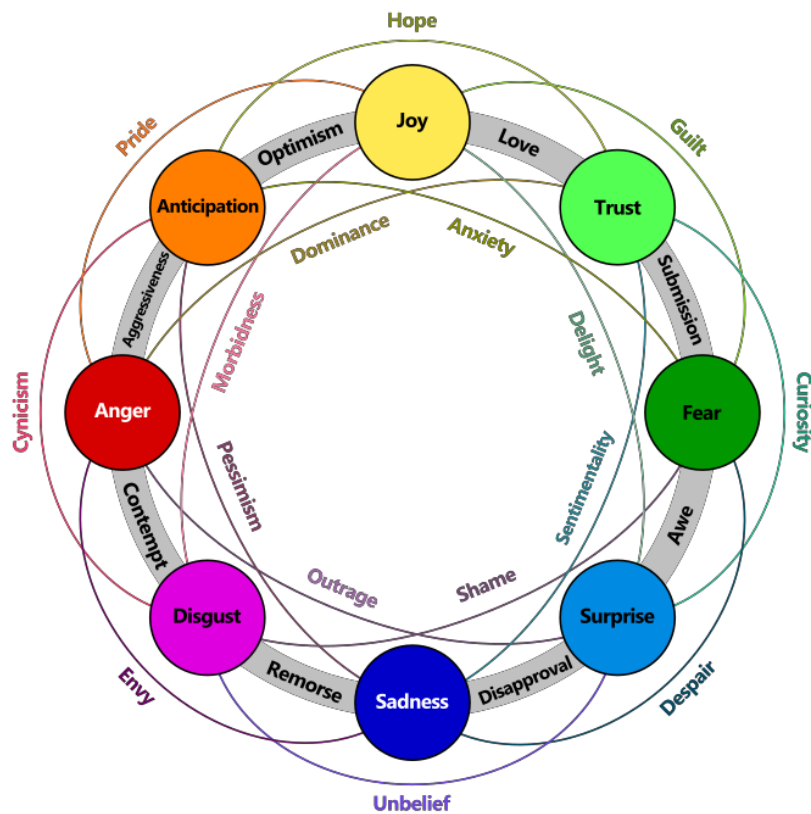 Hope
Joy
Pride
Optimism
Love
Guilt
Anticipation
Trust
Dominance
Anxiety
Aggressiveness
Submission
Morbidness
Delight
Anger
Fear
Cynicism
Curiosity
Pessimism
Sentimentality
Contempt
Awe
Outrage
Shame
Disgust
Surprise
Envy
Remorse
Sadness
Disapproval
Despair
Unbelief